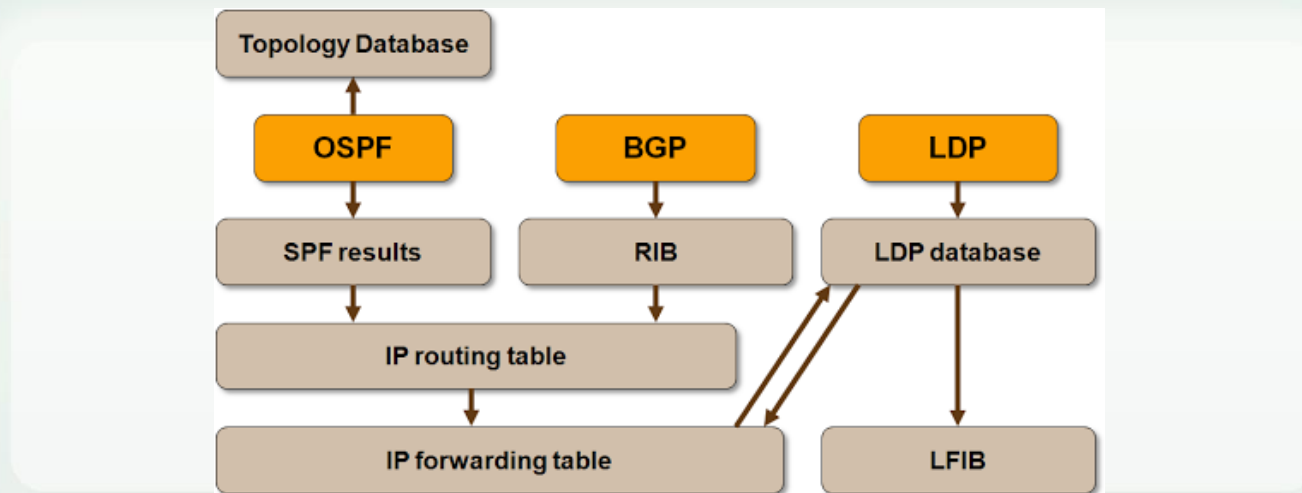 Topology Database
OSPF
BGP
LDP
SPF results
RIB
LDP database
IP routing table
IP forwarding table
LFIB